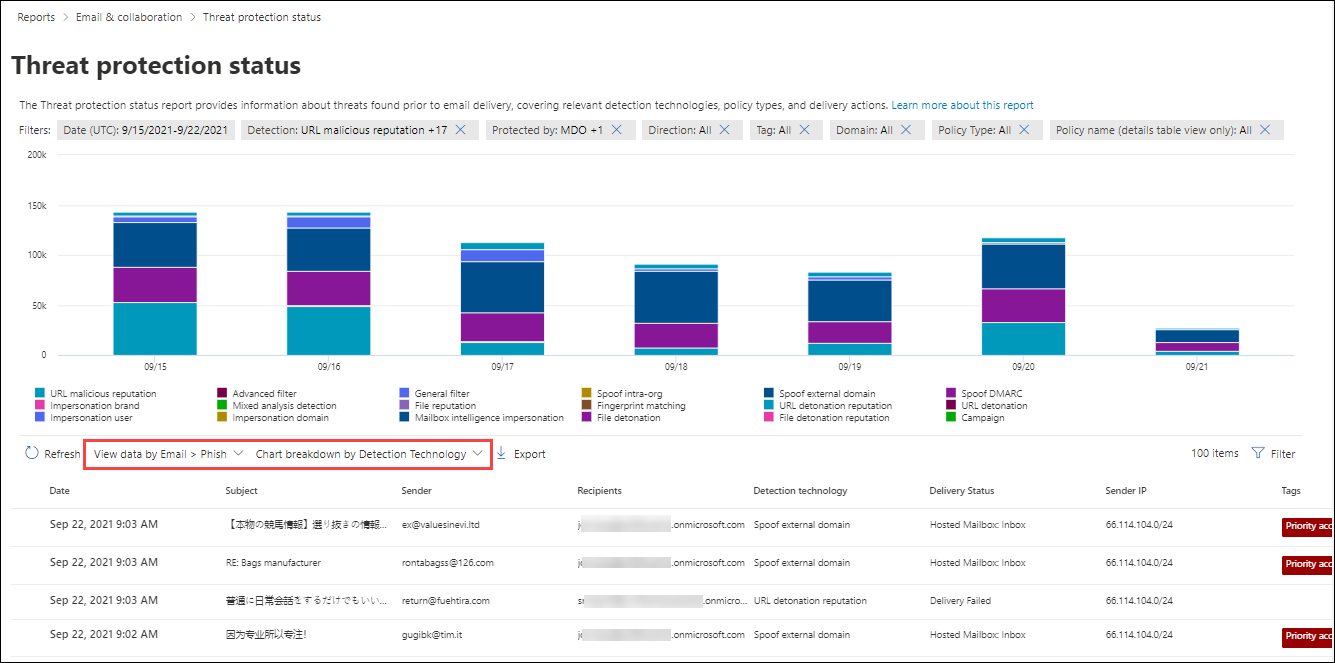 Reports > Email & collaboration > Threat protection status
Threat protection status
The Threat protection status report provides information about threats found prior to email delivery, covering relevant detection technologies, policy types, and delivery actions. Learn more about this report
Filters: Date (UTC): 9/15/2021-9/22/2021 Detection: URL malicious reputation +17 Protected by: MDO +1 Direction: All Tag: All Domain: All Policy Type: All Policy name (details table view only): All
200k
150k
100k
50k
0
09/15 09/16 09/17 09/18 09/19 09/20 09/21
URL malicious reputation Advanced filter General filter Spoof intra-org Spoof external domain Spoof DMARC
Impersonation brand Mixed analysis detection File reputation Fingerprint matching URL detonation reputation URL detonation
Impersonation user Impersonation domain Mailbox intelligence impersonation File detonation File detonation reputation Campaign
Refresh View data by Email > Phish Chart breakdown by Detection Technology Export 100 items Filter
Date Subject Sender Recipients Detection technology Delivery Status Sender IP Tags
Sep 22, 2021 9:03 AM 【本物の競馬情報】選り抜きの情報... ex@valuesinevi.ltd .onmicrosoft.com Spoof external domain Hosted Mailbox: Inbox 66.114.104.0/24 Priority acc
Sep 22, 2021 9:03 AM RE: Bags manufacturer rontabagss@126.com .onmicrosoft.com Spoof external domain Hosted Mailbox: Inbox 66.114.104.0/24 Priority acc
Sep 22, 2021 9:03 AM 普通に日常会話をするだけでもいい... return@fuehtira.com .onmicro... URL detonation reputation Delivery Failed 66.114.104.0/24
Sep 22, 2021 9:02 AM 因为专业所以专注! gugibk@tim.it .onmicrosoft.com Spoof external domain Hosted Mailbox: Inbox 66.114.104.0/24 Priority acc